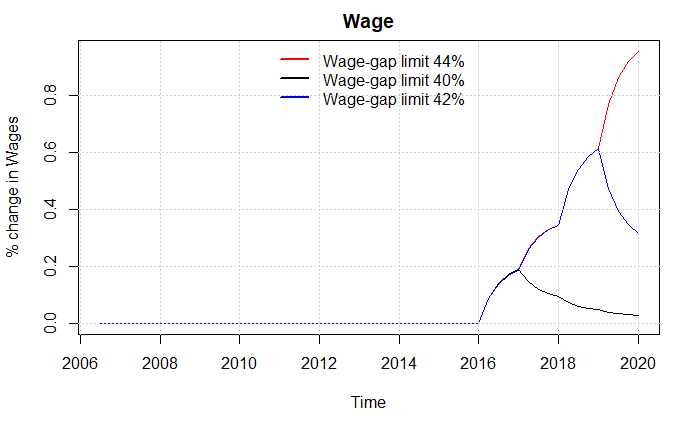 Wage
Wage-gap limit 44%
Wage-gap limit 40%
Wage-gap limit 42%
% change in Wages
0.8
0.6
0.4
0.2
0.0
2006 2008 2010 2012 2014 2016 2018 2020
Time